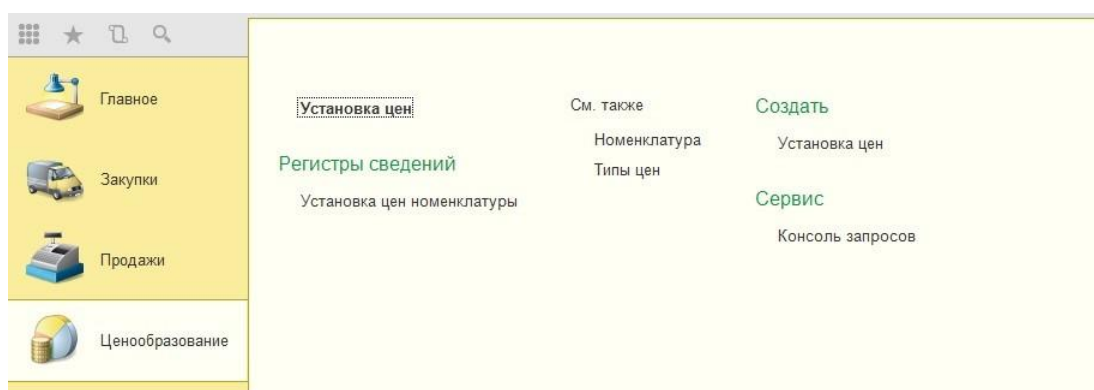 Главное
Закупки
Продажи
Ценообразование
Установка цен
Регистры сведений
Установка цен номенклатуры
См. также
Номенклатура
Типы цен
Создать
Установка цен
Сервис
Консоль запросов